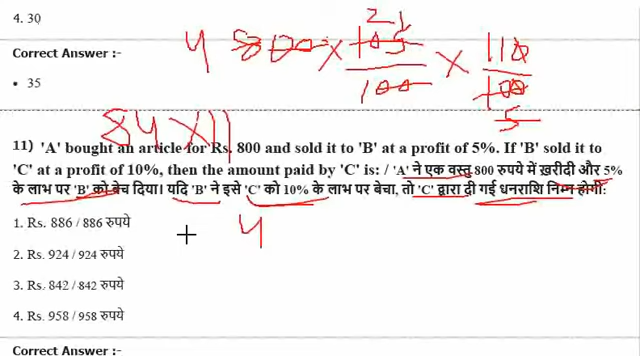 4. 30
4 800 × 105/100 × 110/100
21
5
Correct Answer :-
• 35
84 × 11
11) 'A' bought an article for Rs. 800 and sold it to 'B' at a profit of 5%. If 'B' sold it to
'C' at a profit of 10%, then the amount paid by 'C' is: / 'A' ने एक वस्तु 800 रुपये में ख़रीदी और 5%
के लाभ पर 'B' को बेच दिया। यदि 'B' ने इसे 'C' को 10% के लाभ पर बेचा, तो 'C' द्वारा दी गई धनराशि निम्न होगी:
1. Rs. 886 / 886 रुपये
4
2. Rs. 924 / 924 रुपये
3. Rs. 842 / 842 रुपये
4. Rs. 958 / 958 रुपये
Correct Answer :-